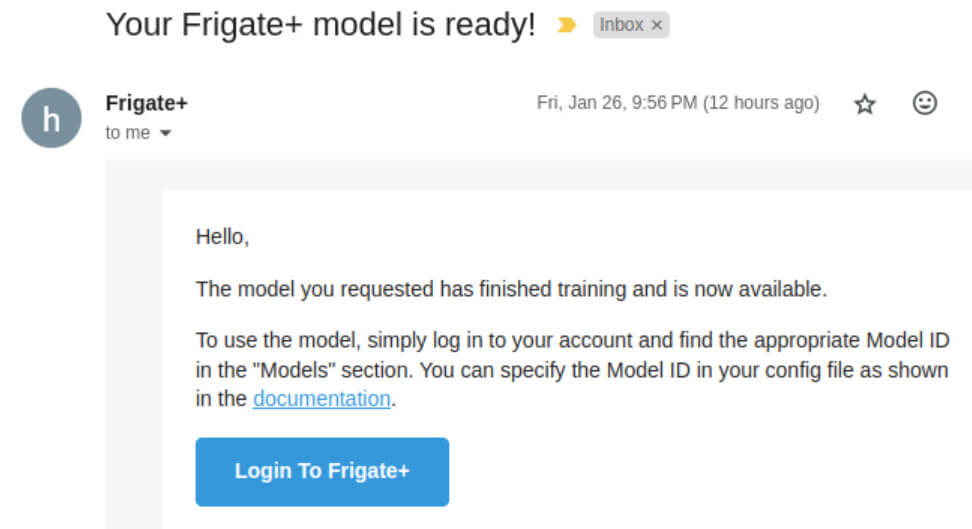 Your Frigate+ model is ready! Inbox ×
h
Frigate+ Fri, Jan 26, 9:56 PM (12 hours ago)
to me
Hello,
The model you requested has finished training and is now available.
To use the model, simply log in to your account and find the appropriate Model ID
in the "Models" section. You can specify the Model ID in your config file as shown
in the documentation.
Login To Frigate+